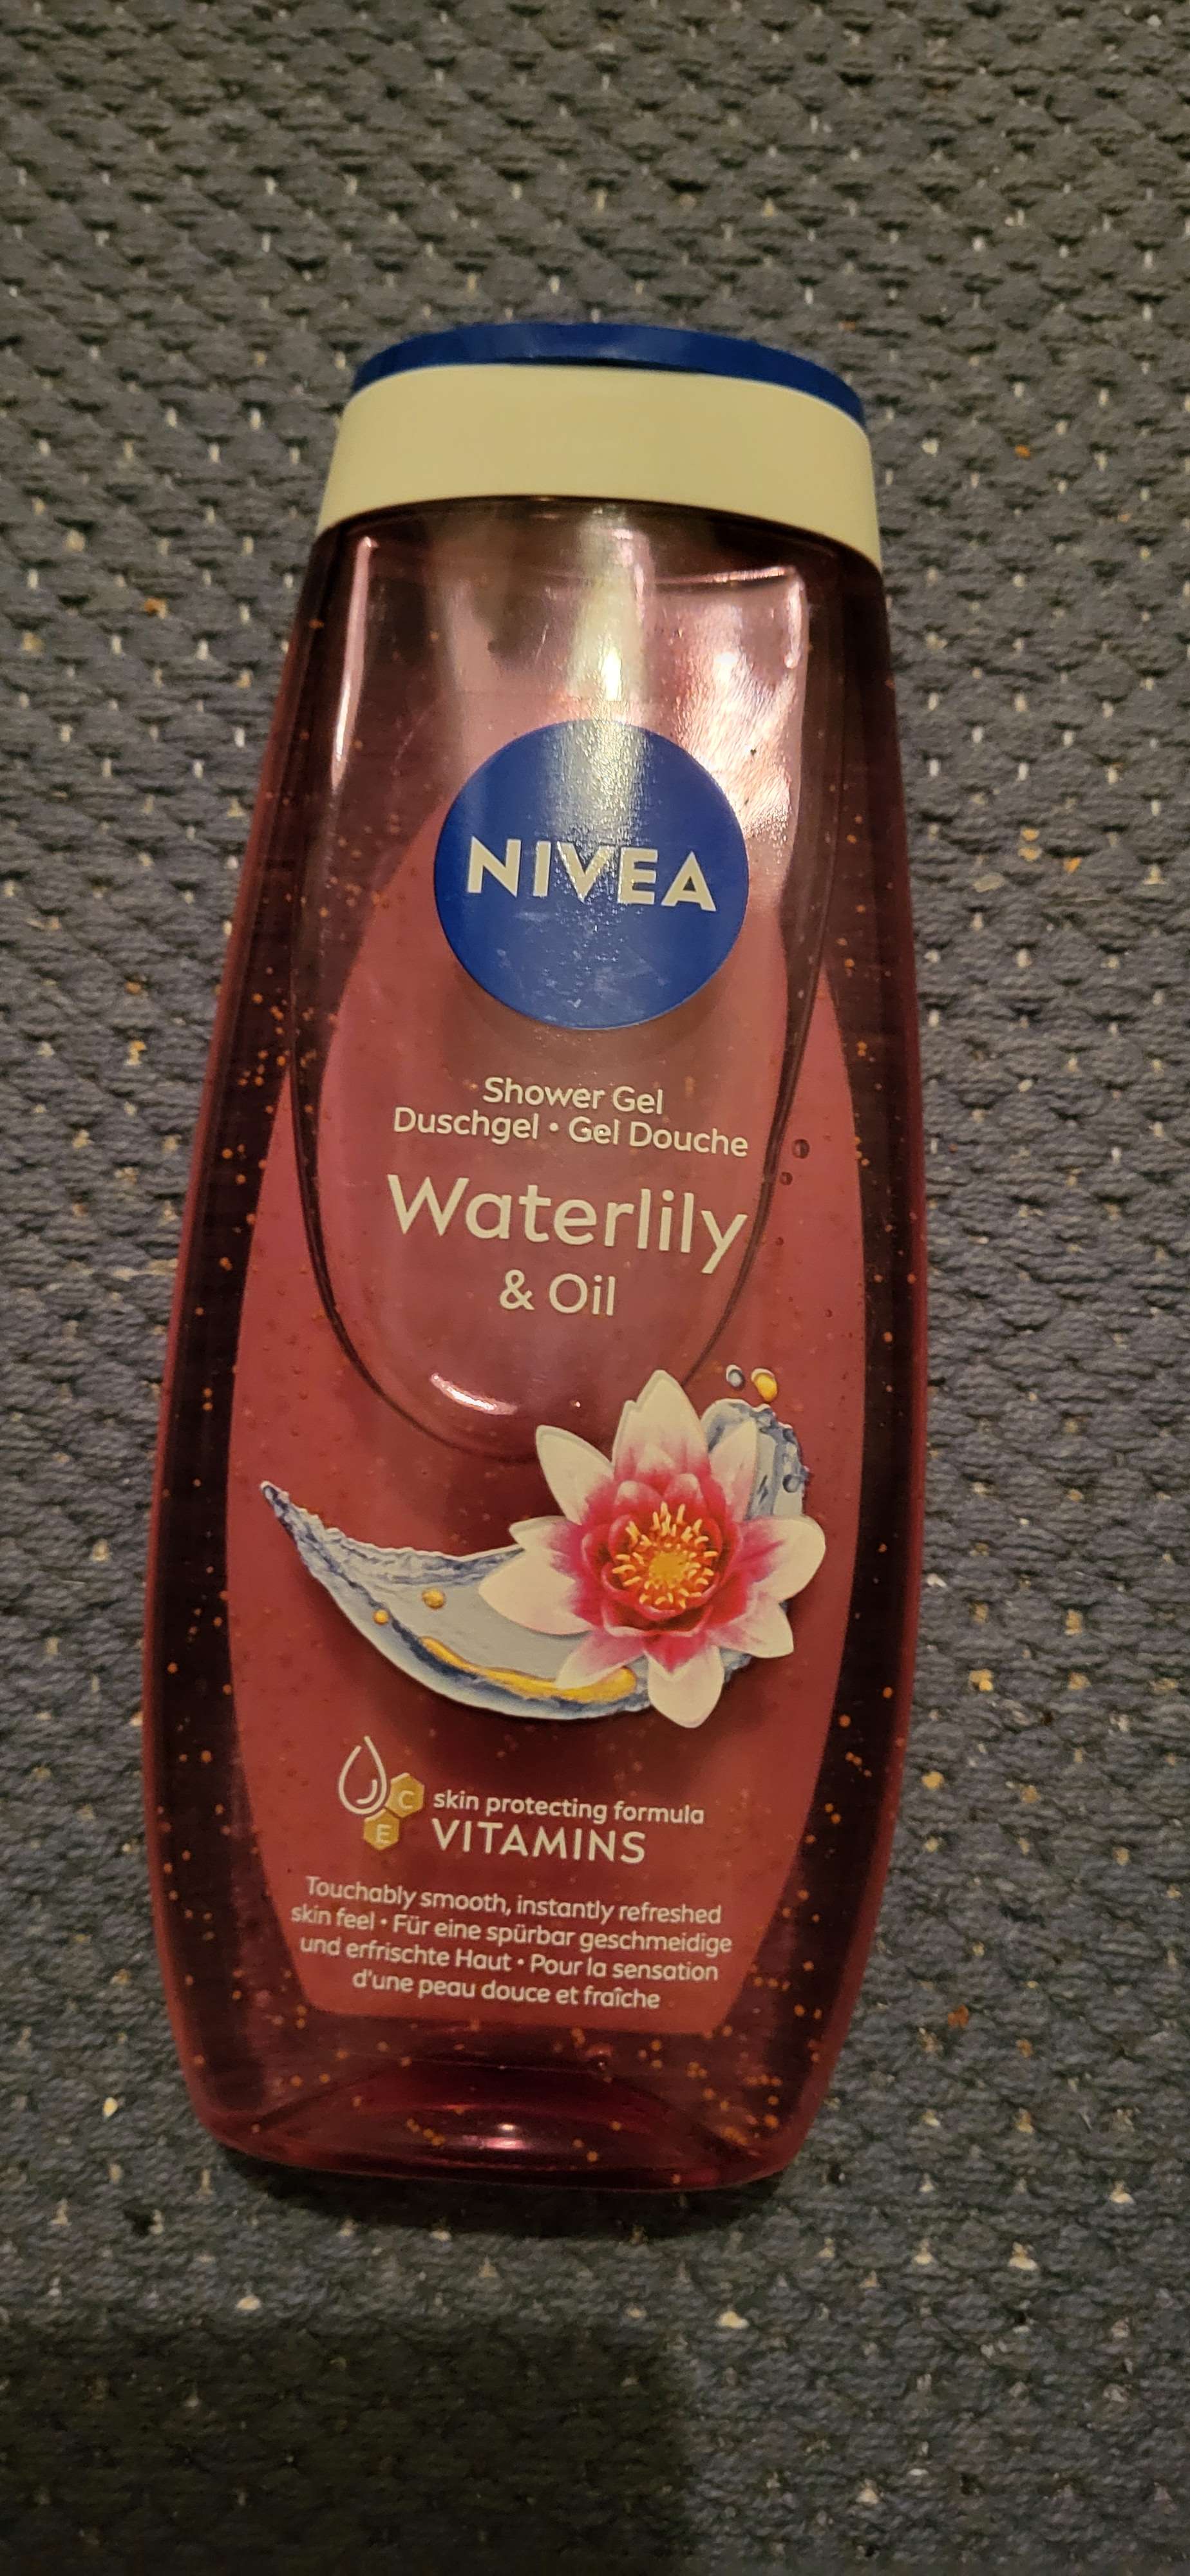 NIVEA
Shower Gel
Duschgel • Gel Douche
Waterlily
& Oil
C
E
skin protecting formula
VITAMINS
Touchably smooth, instantly refreshed
skin feel • Für eine spürbar geschmeidige
und erfrischte Haut • Pour la sensation
d'une peau douce et fraîche